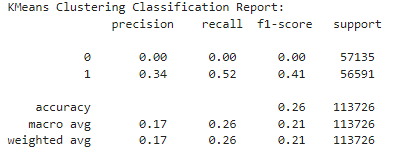 KMeans Clustering Classification Report:
precision recall f1-score support
0 0.00 0.00 0.00 57135
1 0.34 0.52 0.41 56591
accuracy 0.26 113726
macro avg 0.17 0.26 0.21 113726
weighted avg 0.17 0.26 0.21 113726